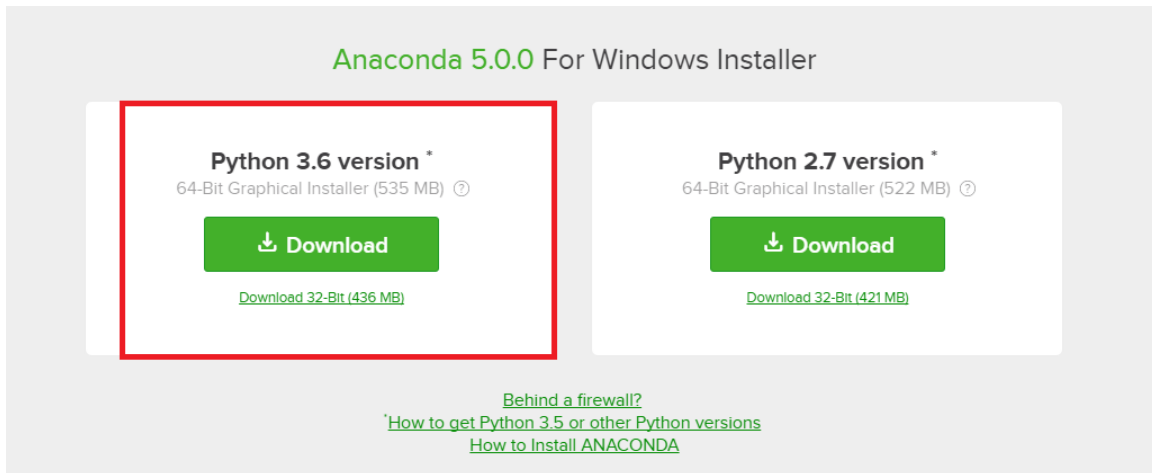 Anaconda 5.0.0 For Windows Installer
Python 3.6 version *
64-Bit Graphical Installer (535 MB) ?
Download
Download 32-Bit (436 MB)
Python 2.7 version *
64-Bit Graphical Installer (522 MB) ?
Download
Download 32-Bit (421 MB)
Behind a firewall?
*How to get Python 3.5 or other Python versions
How to Install ANACONDA